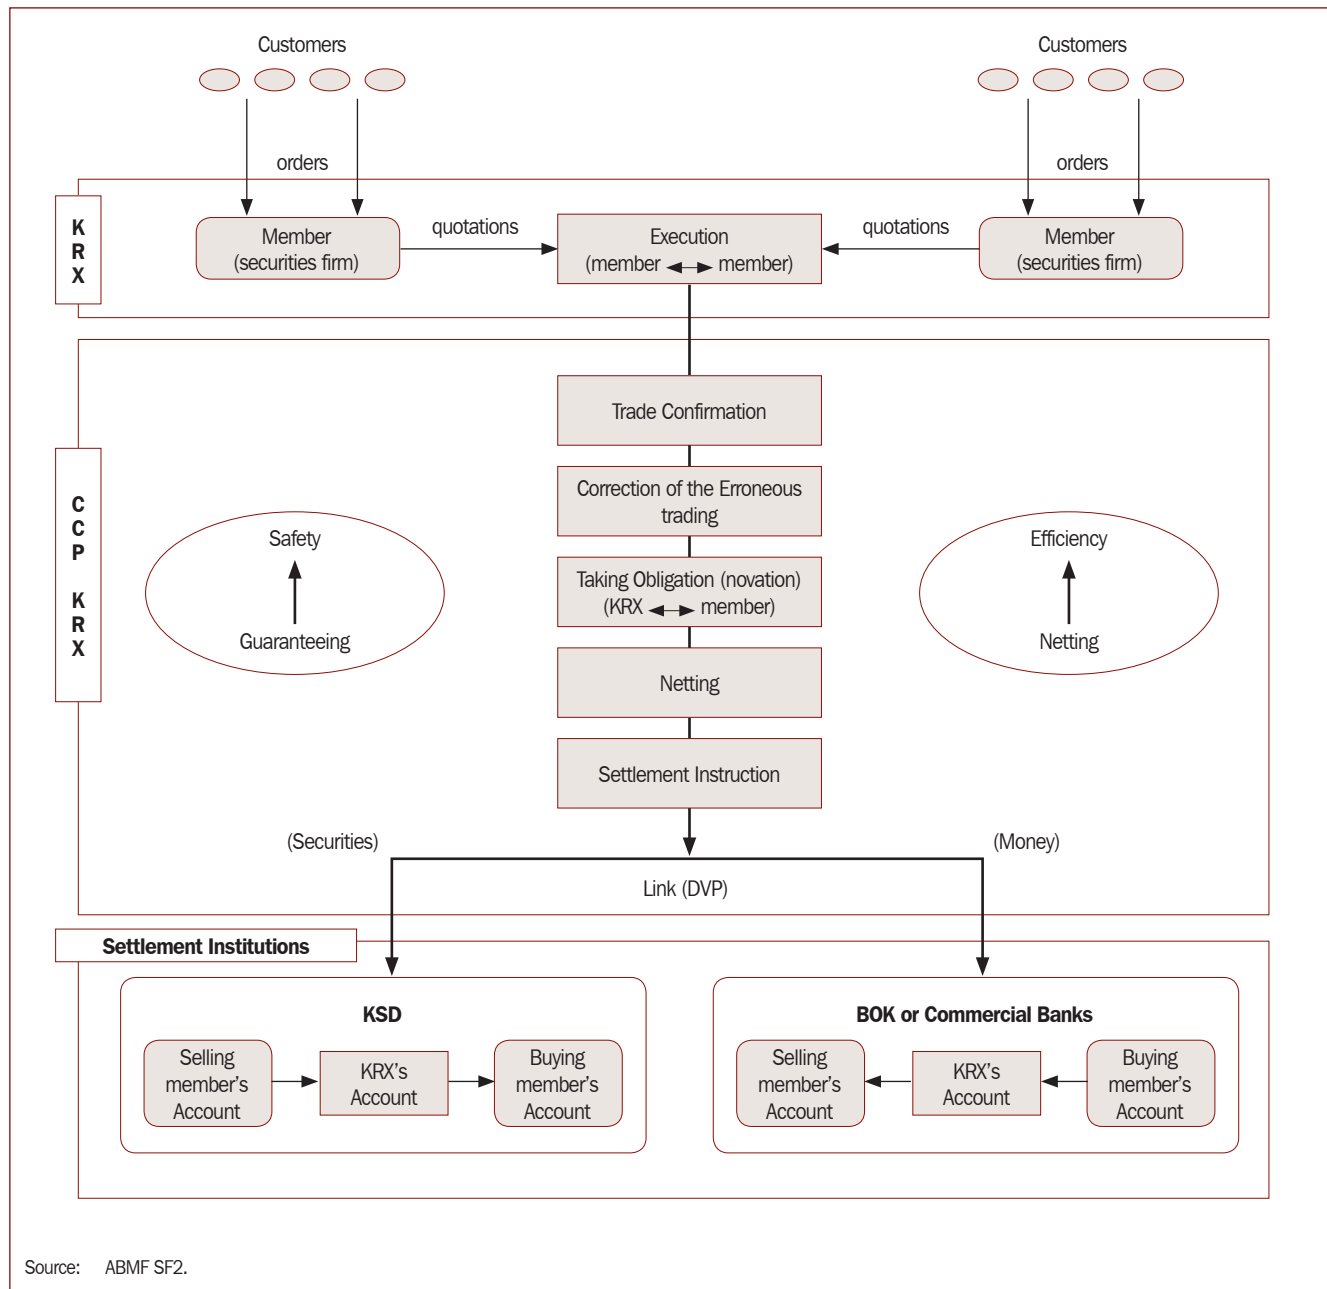 Customers
Customers
orders
orders
K
R
X
Member
(securities firm)
quotations
Execution
(member member)
quotations
Member
(securities firm)
C
C
P
K
R
X
Trade Confirmation
Correction of the Erroneous
trading
Taking Obligation (novation)
(KRX member)
Netting
Settlement Instruction
Safety
Guaranteeing
Efficiency
Netting
(Securities)
(Money)
Link (DVP)
Settlement Institutions
KSD
Selling
member's
Account
KRX's
Account
Buying
member's
Account
BOK or Commercial Banks
Selling
member's
Account
KRX's
Account
Buying
member's
Account
Source: ABMF SF2.